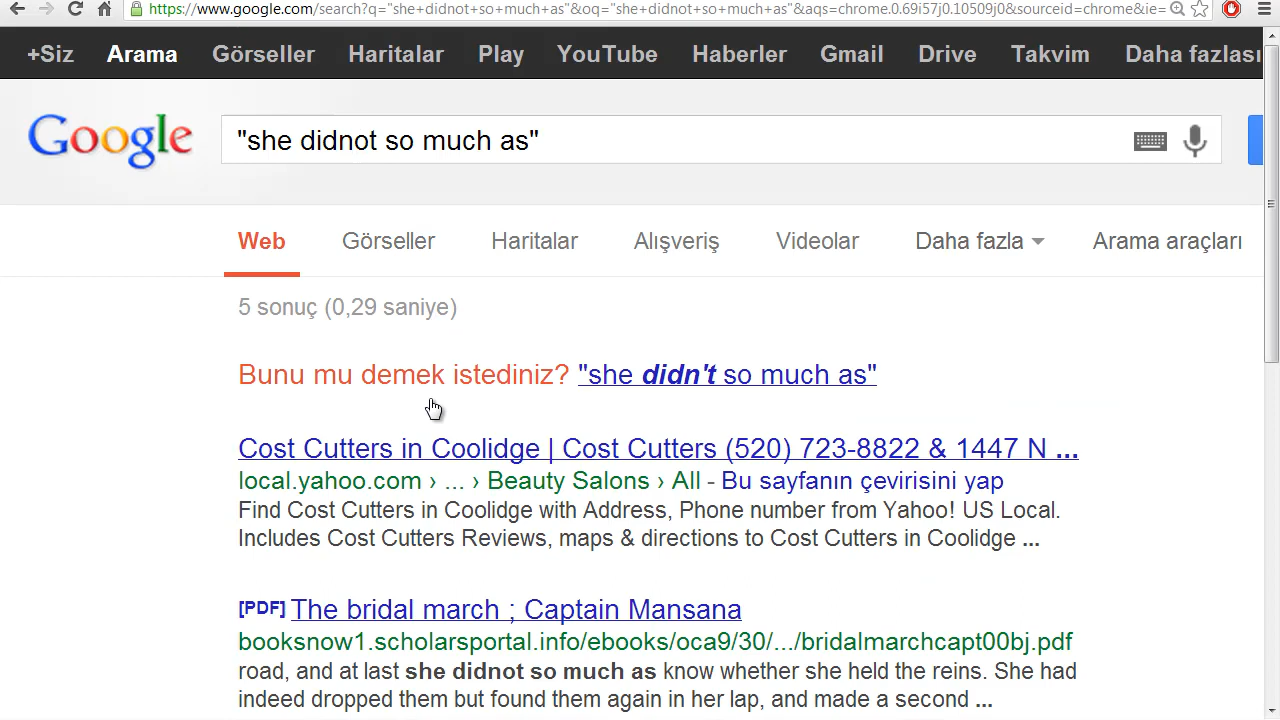 https://www.google.com/search?q="she+didnot+so+much+as"&oq="she+didnot+so+much+as"&aqs=chrome.0.69i57j0.10509j0&sourceid=chrome&ie=
+Siz Arama Görseller Haritalar Play YouTube Haberler Gmail Drive Takvim Daha fazlası
Google "she didnot so much as"
Web Görseller Haritalar Alışveriş Videolar Daha fazla Arama araçları
5 sonuç (0,29 saniye)
Bunu mu demek istediniz? "she didn't so much as"
Cost Cutters in Coolidge | Cost Cutters (520) 723-8822 & 1447 N ...
local.yahoo.com › ... › Beauty Salons › All - Bu sayfanın çevirisini yap
Find Cost Cutters in Coolidge with Address, Phone number from Yahoo! US Local.
Includes Cost Cutters Reviews, maps & directions to Cost Cutters in Coolidge ...
[PDF] The bridal march ; Captain Mansana
booksnow1.scholarsportal.info/ebooks/oca9/30/.../bridalmarchcapt00bj.pdf
road, and at last she didnot so much as know whether she held the reins. She had
indeed dropped them but found them again in her lap, and made a second ...